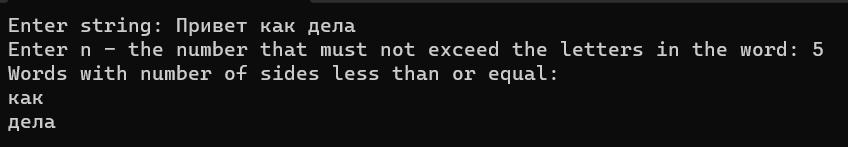 Enter string: Привет как дела
Enter n – the number that must not exceed the letters in the word: 5
Words with number of sides less than or equal:
как
дела